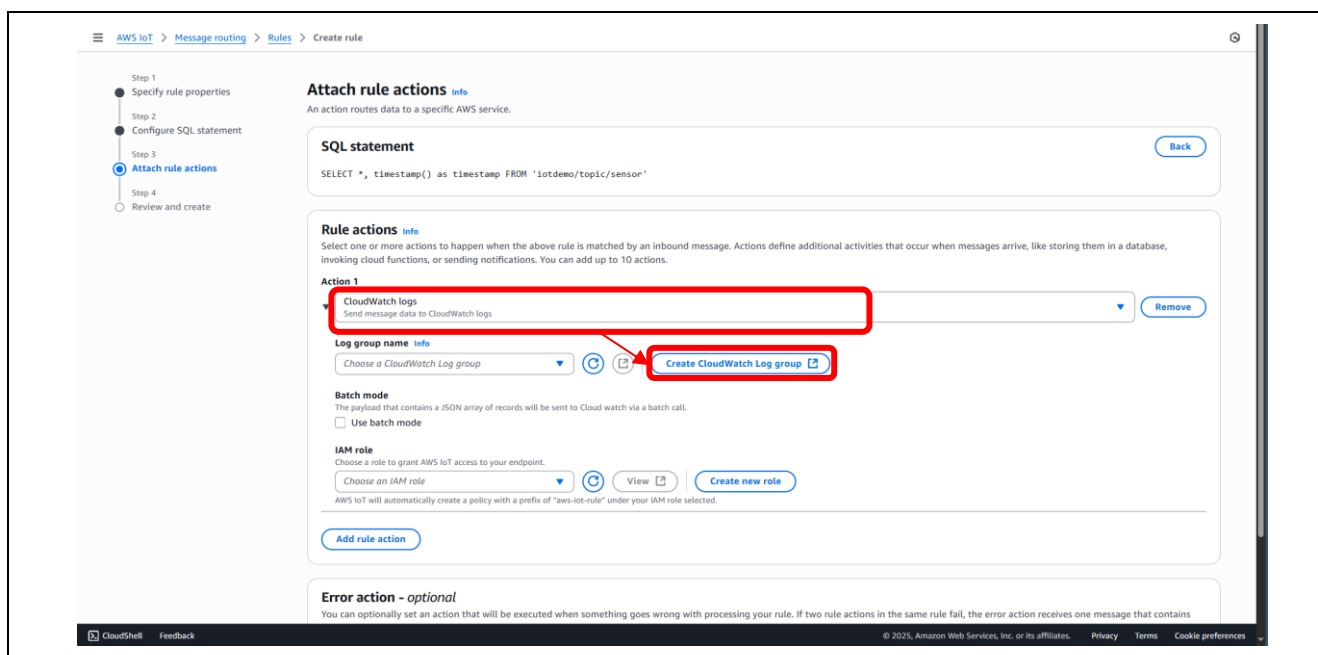 AWS IoT > Message routing > Rules > Create rule
Step 1
Specify rule properties
Step 2
Configure SQL statement
Step 3
Attach rule actions
Step 4
Review and create
Attach rule actions Info
An action routes data to a specific AWS service.
SQL statement
Back
SELECT *, timestamp() as timestamp FROM 'iotdemo/topic/sensor'
Rule actions Info
Select one or more actions to happen when the above rule is matched by an inbound message. Actions define additional activities that occur when messages arrive, like storing them in a database,
invoking cloud functions, or sending notifications. You can add up to 10 actions.
Action 1
CloudWatch logs
Send message data to CloudWatch logs
Remove
Log group name Info
Choose a CloudWatch Log group
Create CloudWatch Log group
Batch mode
The payload that contains a JSON array of records will be sent to Cloud watch via a batch call.
Use batch mode
IAM role
Choose a role to grant AWS IoT access to your endpoint.
Choose an IAM role
View
Create new role
AWS IoT will automatically create a policy with a prefix of "aws-iot-rule" under your IAM role selected.
Add rule action
Error action - optional
You can optionally set an action that will be executed when something goes wrong with processing your rule. If two rule actions in the same rule fail, the error action receives one message that contains
CloudShell Feedback © 2025, Amazon Web Services, Inc. or its affiliates. Privacy Terms Cookie preferences